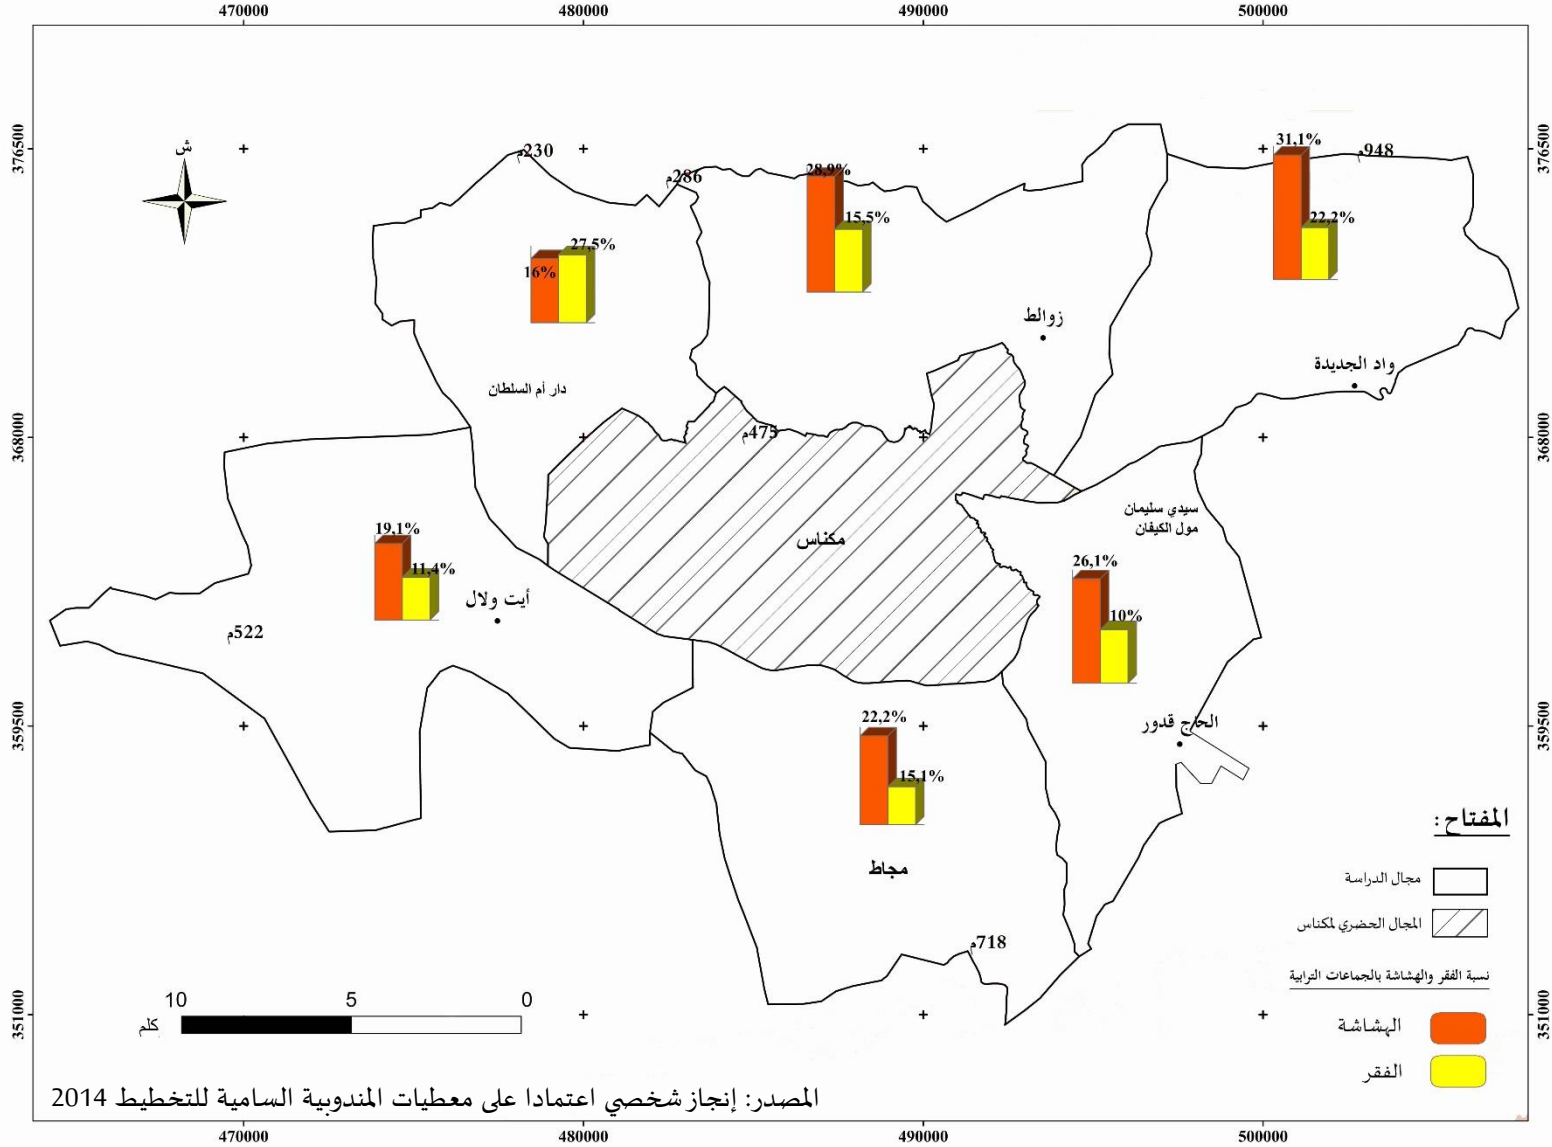 470000
480000
490000
500000
376500
376500
ش
230م
286م
948م
31,1%
22,2%
28,9%
15,5%
27,5%
16%
زوالط
واد الجديدة
دار أم السلطان
368000
368000
475م
سيدي سليمان
مول الكيفان
مكناس
19,1%
11,4%
أيت ولال
522م
26,1%
10%
الحاج قدور
359500
359500
22,2%
15,1%
مجاط
718م
المفتاح:
مجال الدراسة
المجال الحضري لمكناس
نسبة الفقر والهشاشة بالجماعات الترابية
الهشاشة
الفقر
351000
351000
10
5
0
كلم
المصدر: إنجاز شخصي اعتمادا على معطيات المندوبية السامية للتخطيط 2014
470000
480000
490000
500000